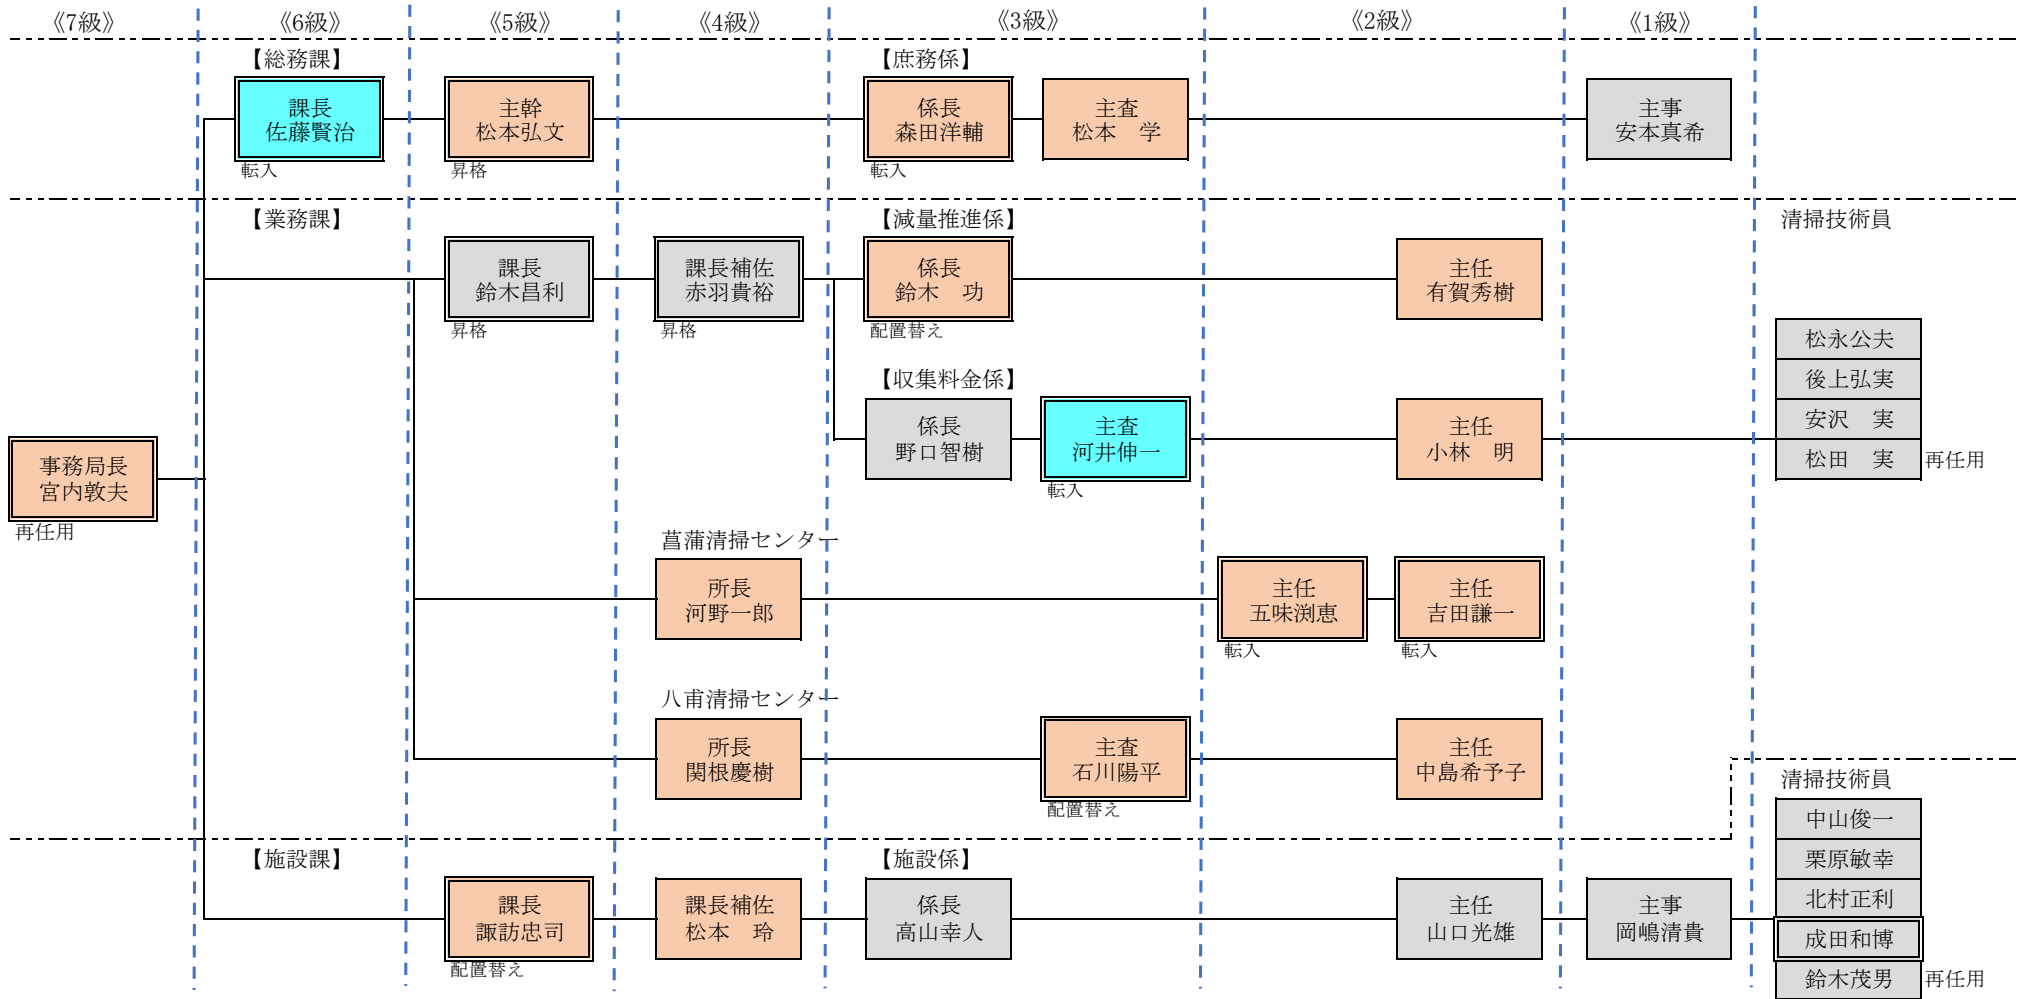 《7級》
《6級》
《5級》
《4級》
《3級》
《2級》
《1級》
【総務課】
【庶務係】
課長
佐藤賢治
転入
主幹
松本弘文
昇格
係長
森田洋輔
転入
主査
松本　学
主事
安本真希
【業務課】
【減量推進係】
清掃技術員
課長
鈴木昌利
昇格
課長補佐
赤羽貴裕
昇格
係長
鈴木　功
配置替え
主任
有賀秀樹
【収集料金係】
係長
野口智樹
主査
河井伸一
転入
主任
小林　明
松永公夫
後上弘実
安沢　実
松田　実
再任用
事務局長
宮内敦夫
再任用
菖蒲清掃センター
所長
河野一郎
主任
五味渕恵
転入
主任
吉田謙一
転入
八甫清掃センター
所長
関根慶樹
主査
石川陽平
配置替え
主任
中島希予子
清掃技術員
【施設課】
【施設係】
課長
諏訪忠司
配置替え
課長補佐
松本　玲
係長
高山幸人
主任
山口光雄
主事
岡嶋清貴
中山俊一
栗原敏幸
北村正利
成田和博
鈴木茂男
再任用